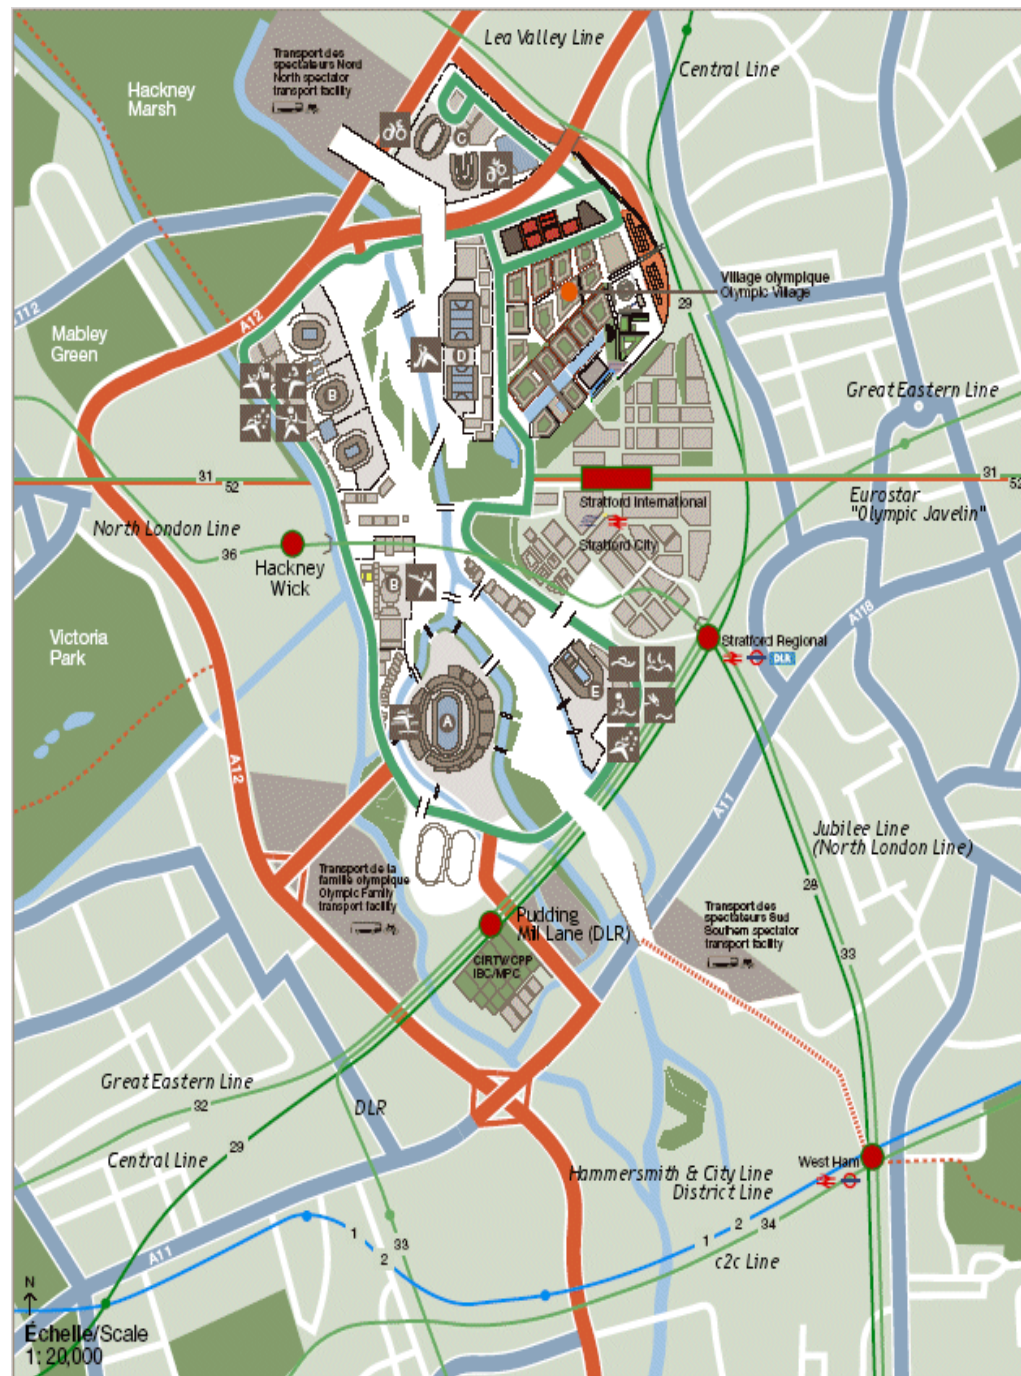 Lea Valley Line
Transport des
spectateurs Nord
North spectator
transport facility
Central Line
Hackney
Marsh
C
Village olympique
Olympic Village
29
A112
A12
Mabley
Green
D
B
Great Eastern Line
31
52
31
52
Stratford International
Eurostar
"Olympic Javelin"
North London Line
36
Stratford City
Hackney
Wick
B
A118
Victoria
Park
Stratford Regional
DLR
E
A
A12
A11
Jubilee Line
(North London Line)
Transport de la
famille olympique
Olympic Family
transport facility
28
Transport des
spectateurs Sud
Southern spectator
transport facility
Pudding
Mill Lane (DLR)
33
CIRTV/CPP
IBC/MPC
Great Eastern Line
32
DLR
29
Central Line
West Ham
Hammersmith & City Line
District Line
1
2
34
1
2
33
c2c Line
A11
N
Échelle/Scale
1: 20,000